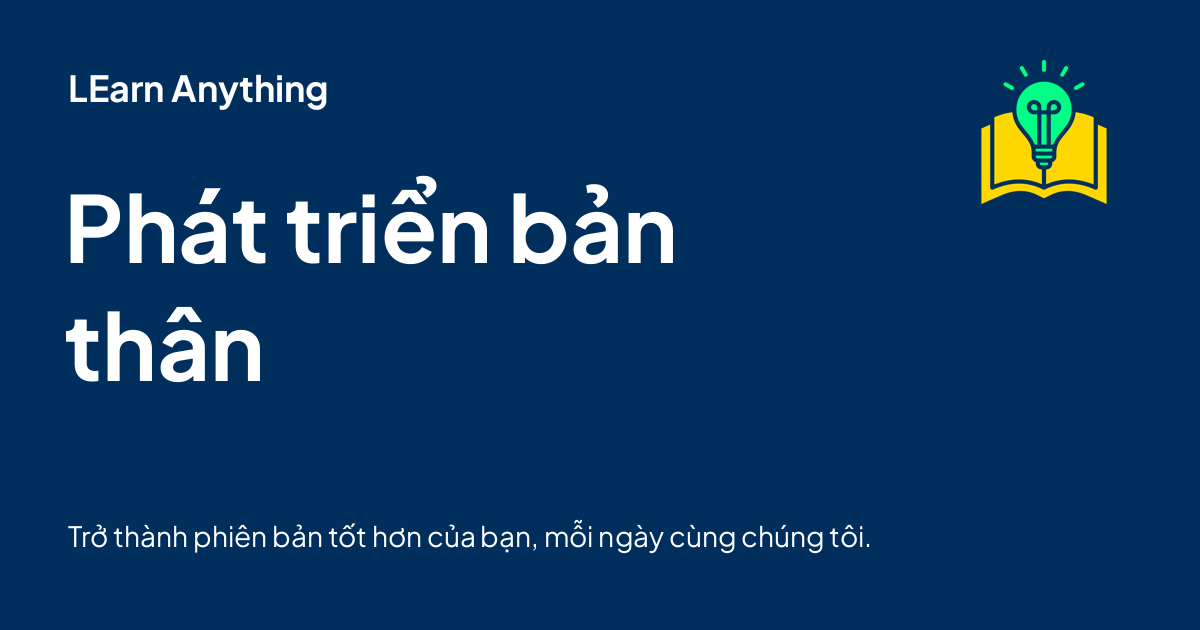 LEarn Anything
Phát triển bản
thân
Trở thành phiên bản tốt hơn của bạn, mỗi ngày cùng chúng tôi.